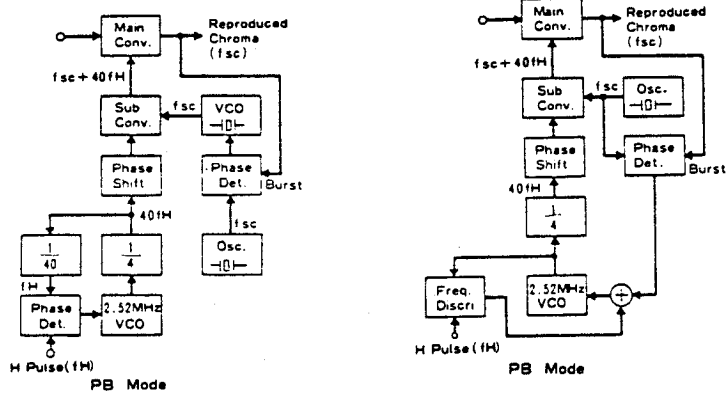 Main
Conv.
Reproduced
Chroma
(fsc)
fsc + 40fH
Sub
Conv.
fsc
VCO
Phase
Shift
Phase
Det.
Burst
40fH
fsc
1/40
1/4
Osc.
fH
Phase
Det.
2.52MHz
VCO
H Pulse(fH)
PB Mode
Main
Conv.
Reproduced
Chroma
(fsc)
fsc+40fH
Sub
Conv.
fsc
Osc.
Phase
Shift
Phase
Det.
Burst
40fH
1/4
Freq.
Discri
2.52MHz
VCO
+
H Pulse (fH)
PB Mode